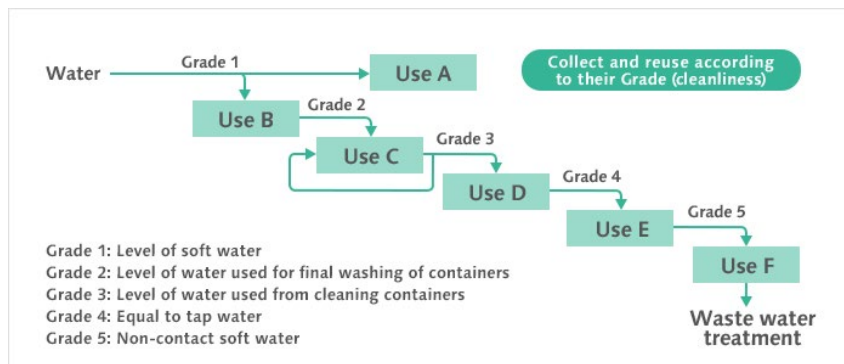 Collect and reuse according
to their Grade (cleanliness)
Water
Grade 1
Use A
Use B
Grade 2
Use C
Grade 3
Use D
Grade 4
Use E
Grade 5
Use F
Waste water
treatment
Grade 1: Level of soft water
Grade 2: Level of water used for final washing of containers
Grade 3: Level of water used from cleaning containers
Grade 4: Equal to tap water
Grade 5: Non-contact soft water